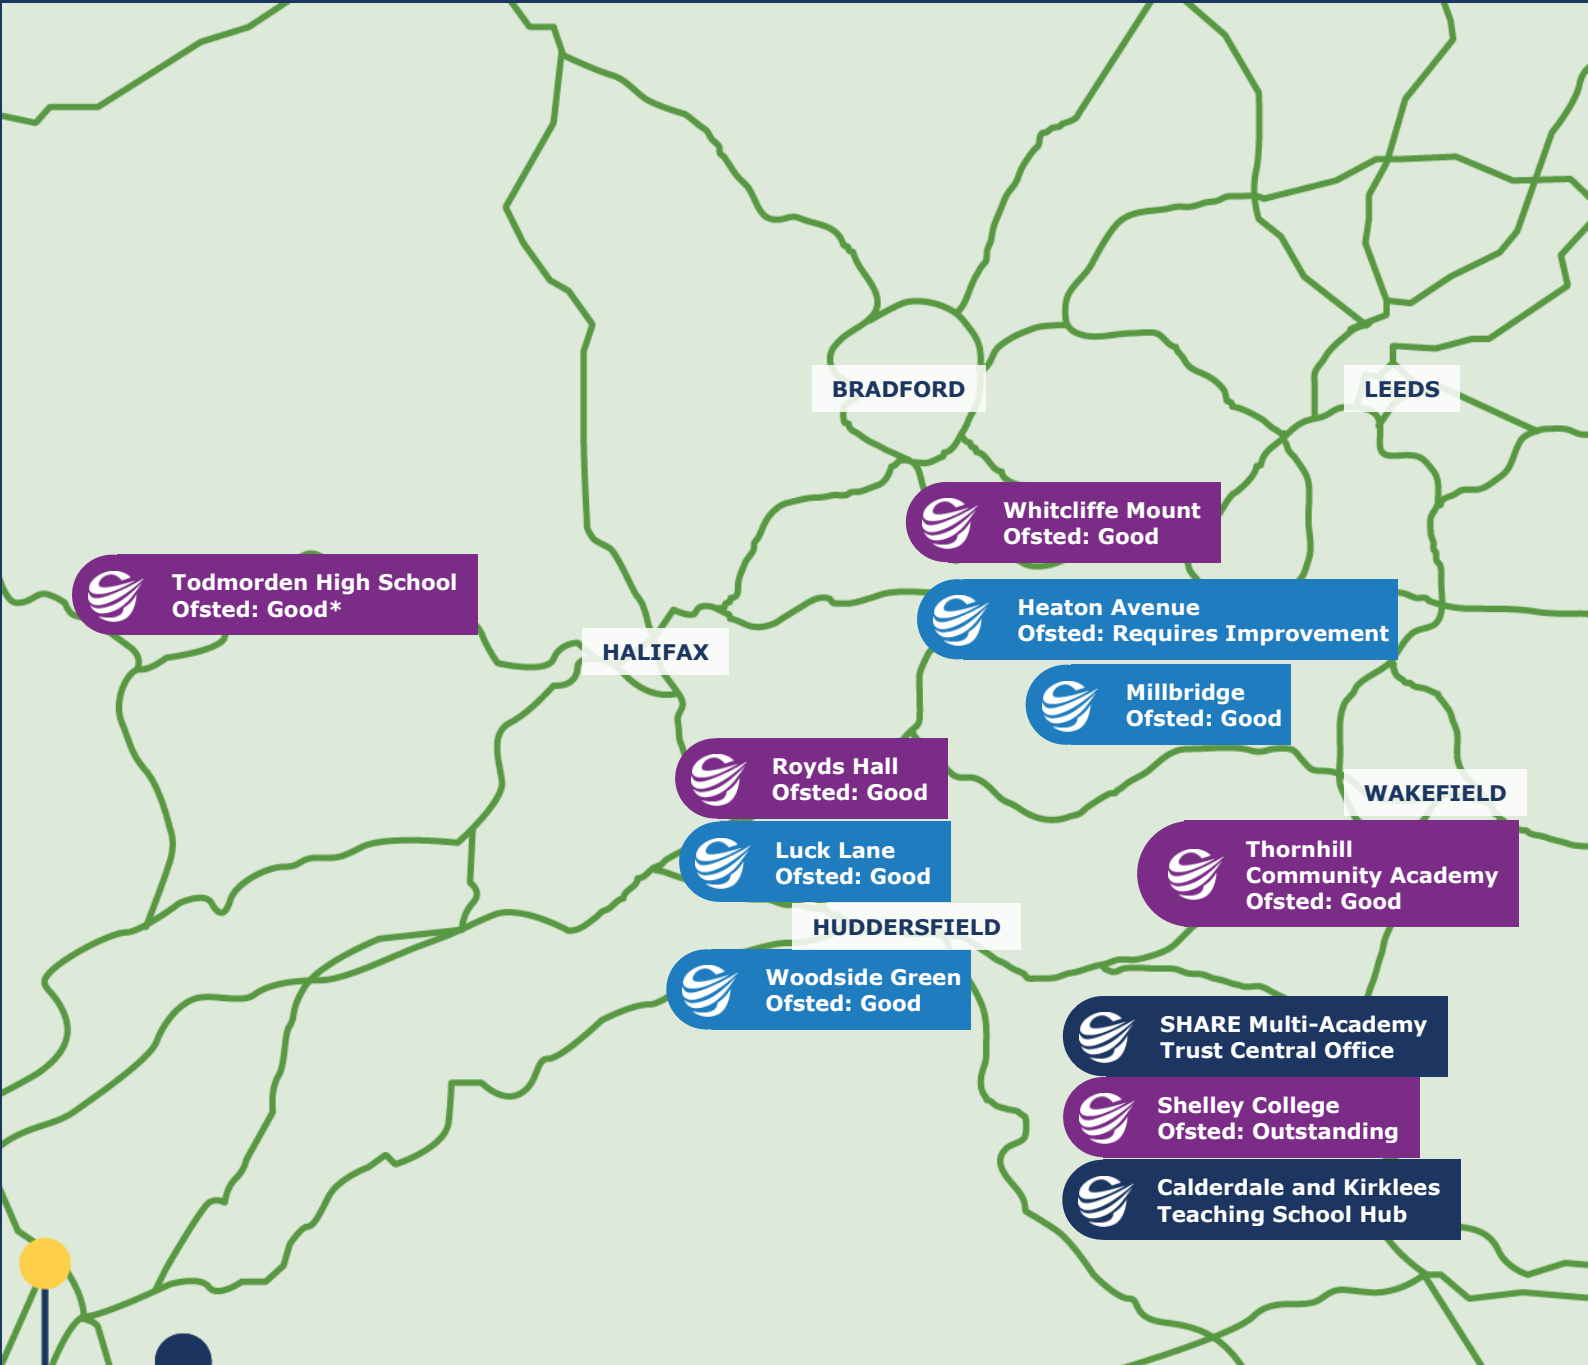 BRADFORD
LEEDS
Whitcliffe Mount
Ofsted: Good
Todmorden High School
Ofsted: Good*
Heaton Avenue
Ofsted: Requires Improvement
HALIFAX
Millbridge
Ofsted: Good
Royds Hall
Ofsted: Good
WAKEFIELD
Luck Lane
Ofsted: Good
Thornhill
Community Academy
Ofsted: Good
HUDDERSFIELD
Woodside Green
Ofsted: Good
SHARE Multi-Academy
Trust Central Office
Shelley College
Ofsted: Outstanding
Calderdale and Kirklees
Teaching School Hub